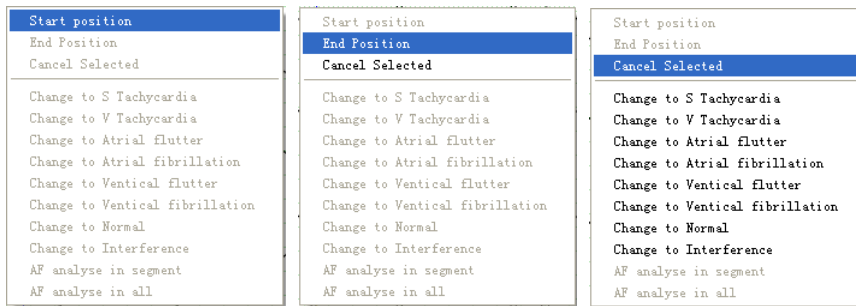 Start position
End Position
Cancel Selected
Change to S Tachycardia
Change to V Tachycardia
Change to Atrial flutter
Change to Atrial fibrillation
Change to Ventical flutter
Change to Ventical fibrillation
Change to Normal
Change to Interference
AF analyse in segment
AF analyse in all
Start position
End Position
Cancel Selected
Change to S Tachycardia
Change to V Tachycardia
Change to Atrial flutter
Change to Atrial fibrillation
Change to Ventical flutter
Change to Ventical fibrillation
Change to Normal
Change to Interference
AF analyse in segment
AF analyse in all
Start position
End Position
Cancel Selected
Change to S Tachycardia
Change to V Tachycardia
Change to Atrial flutter
Change to Atrial fibrillation
Change to Ventical flutter
Change to Ventical fibrillation
Change to Normal
Change to Interference
AF analyse in segment
AF analyse in all